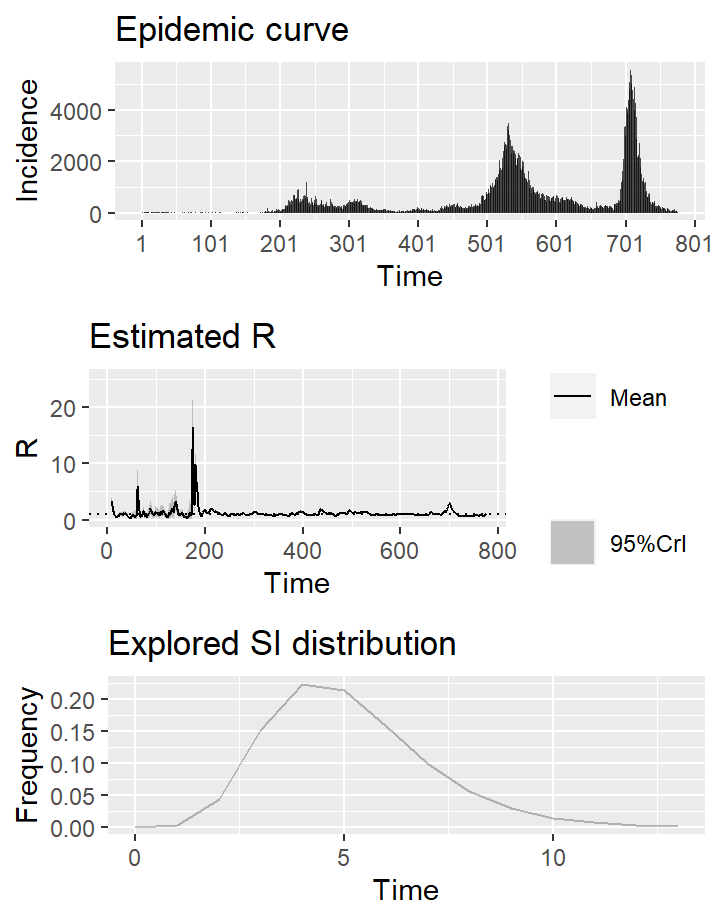 Epidemic curve
Incidence
4000
2000
0
1 101 201 301 401 501 601 701 801
Time
Estimated R
R
20
10
0
0 200 400 600 800
Time
Mean
95%CrI
Explored SI distribution
Frequency
0.20
0.15
0.10
0.05
0.00
0 5 10
Time